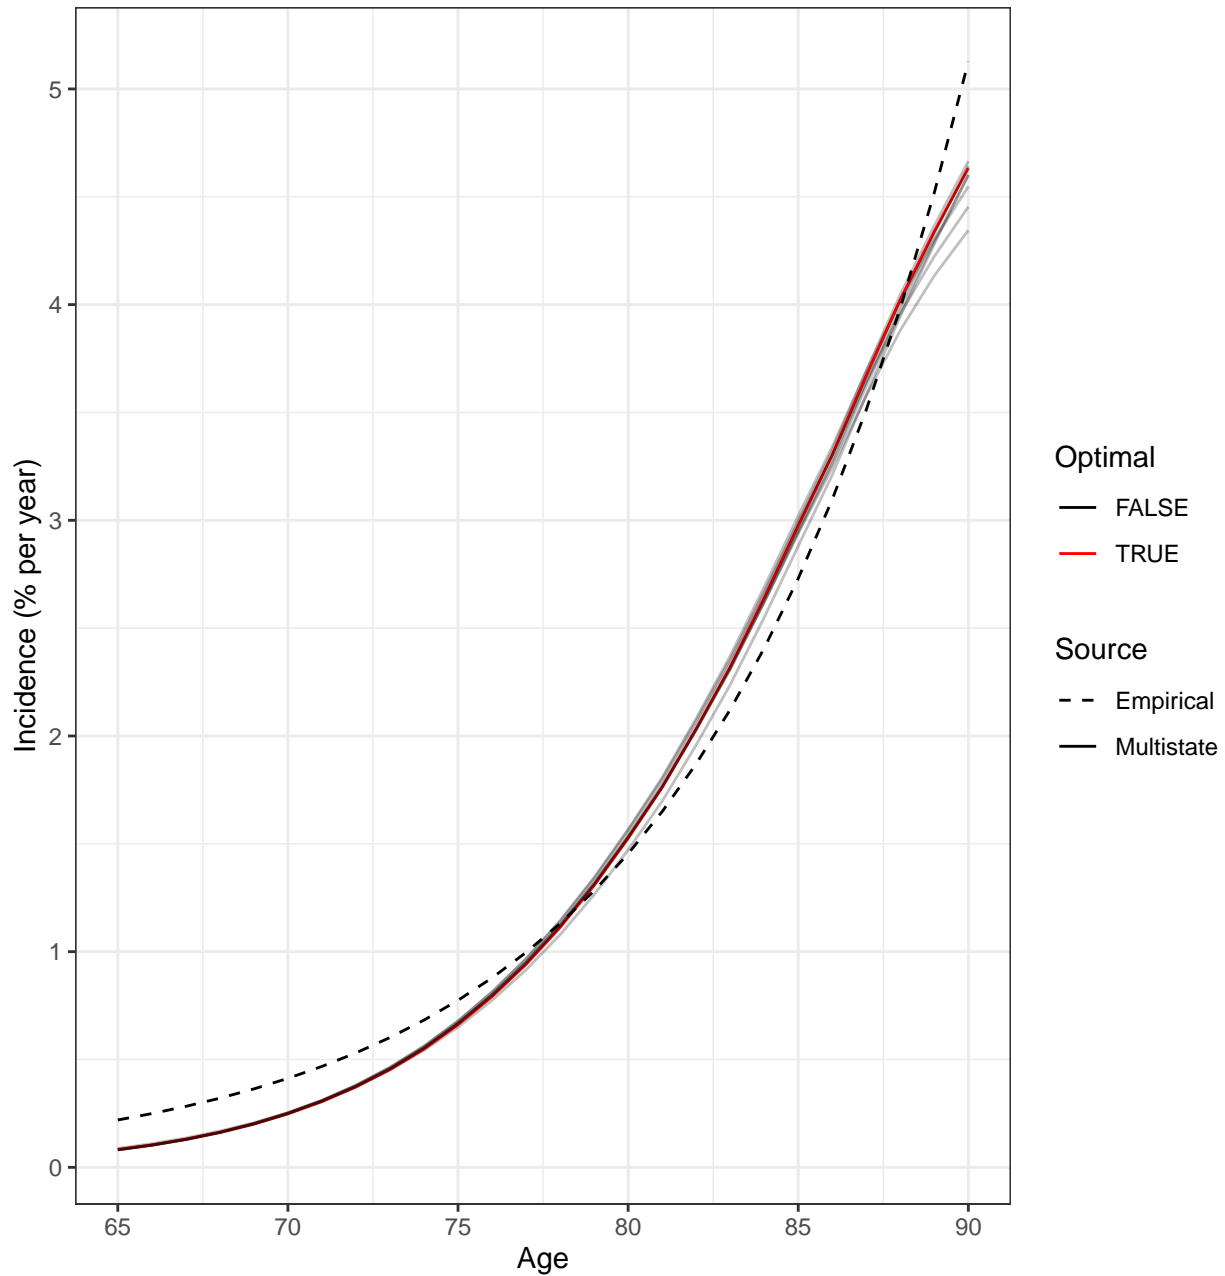 Incidence (% per year)
5
4
3
2
1
0
65 70 75 80 85 90
Age
Optimal
FALSE
TRUE
Source
Empirical
Multistate